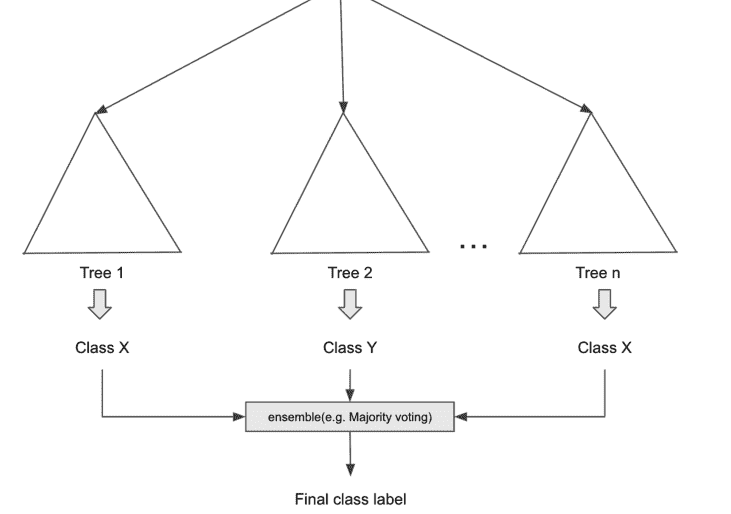 ...
Tree 1
Tree 2
Tree n
Class X
Class Y
Class X
ensemble(e.g. Majority voting)
Final class label